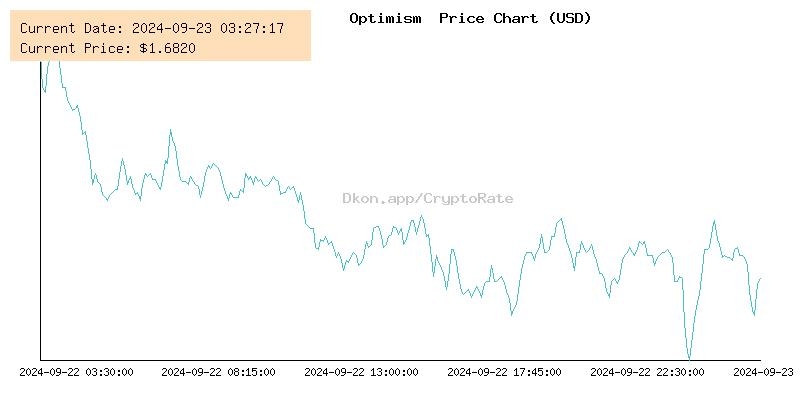 Optimism  Price Chart (USD)
Current Date: 2024-09-23 03:27:17
Current Price: $1.6820
Dkon.app/CryptoRate
2024-09-22 03:30:00 2024-09-22 08:15:00 2024-09-22 13:00:00 2024-09-22 17:45:00 2024-09-22 22:30:00 2024-09-23